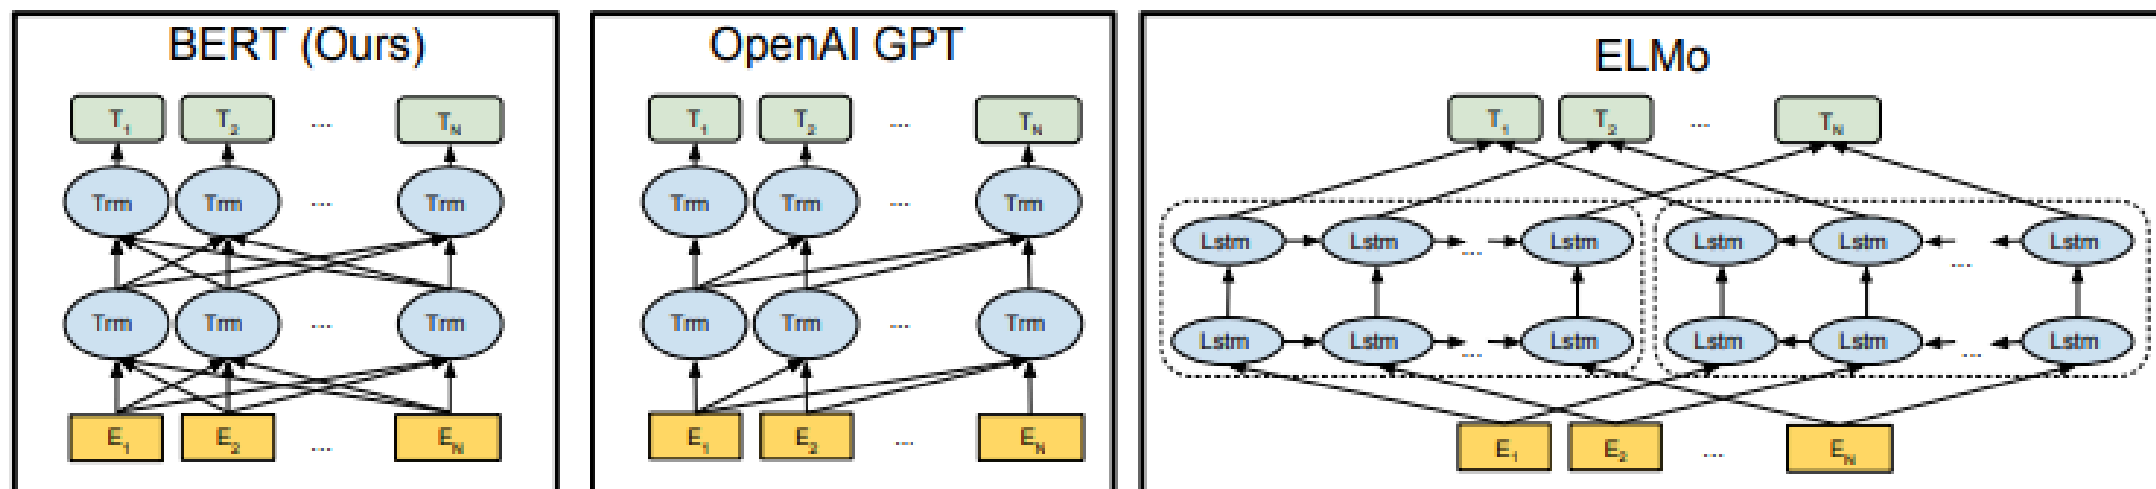 BERT (Ours)
T1 T2 ... TN
Trm Trm ... Trm
Trm Trm ... Trm
E1 E2 ... EN
OpenAI GPT
T1 T2 ... TN
Trm Trm ... Trm
Trm Trm ... Trm
E1 E2 ... EN
ELMo
T1 T2 ... TN
Lstm Lstm ... Lstm Lstm Lstm ... Lstm
Lstm Lstm ... Lstm Lstm Lstm ... Lstm
E1 E2 ... EN